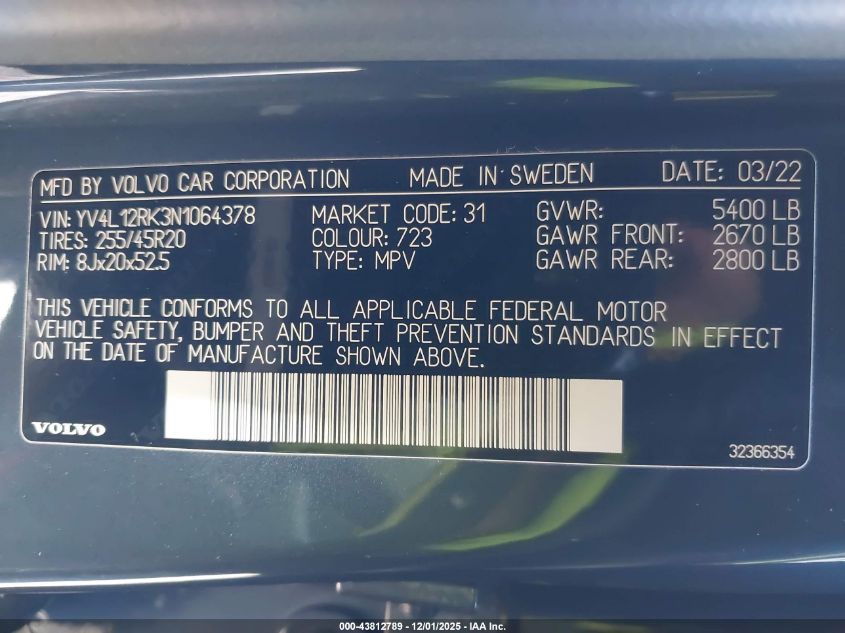 MFD BY VOLVO CAR CORPORATION MADE IN SWEDEN DATE: 03/22
VIN: YV4L12RK3N1064378 MARKET CODE: 31 GVWR: 5400 LB
TIRES: 255/45R20 COLOUR: 723 GAWR FRONT: 2670 LB
RIM: 8Jx20x52.5 TYPE: MPV GAWR REAR: 2800 LB
THIS VEHICLE CONFORMS TO ALL APPLICABLE FEDERAL MOTOR
VEHICLE SAFETY, BUMPER AND THEFT PREVENTION STANDARDS IN EFFECT
ON THE DATE OF MANUFACTURE SHOWN ABOVE.
VOLVO
32366354
000-43812789 - 12/01/2025 - IAA Inc.